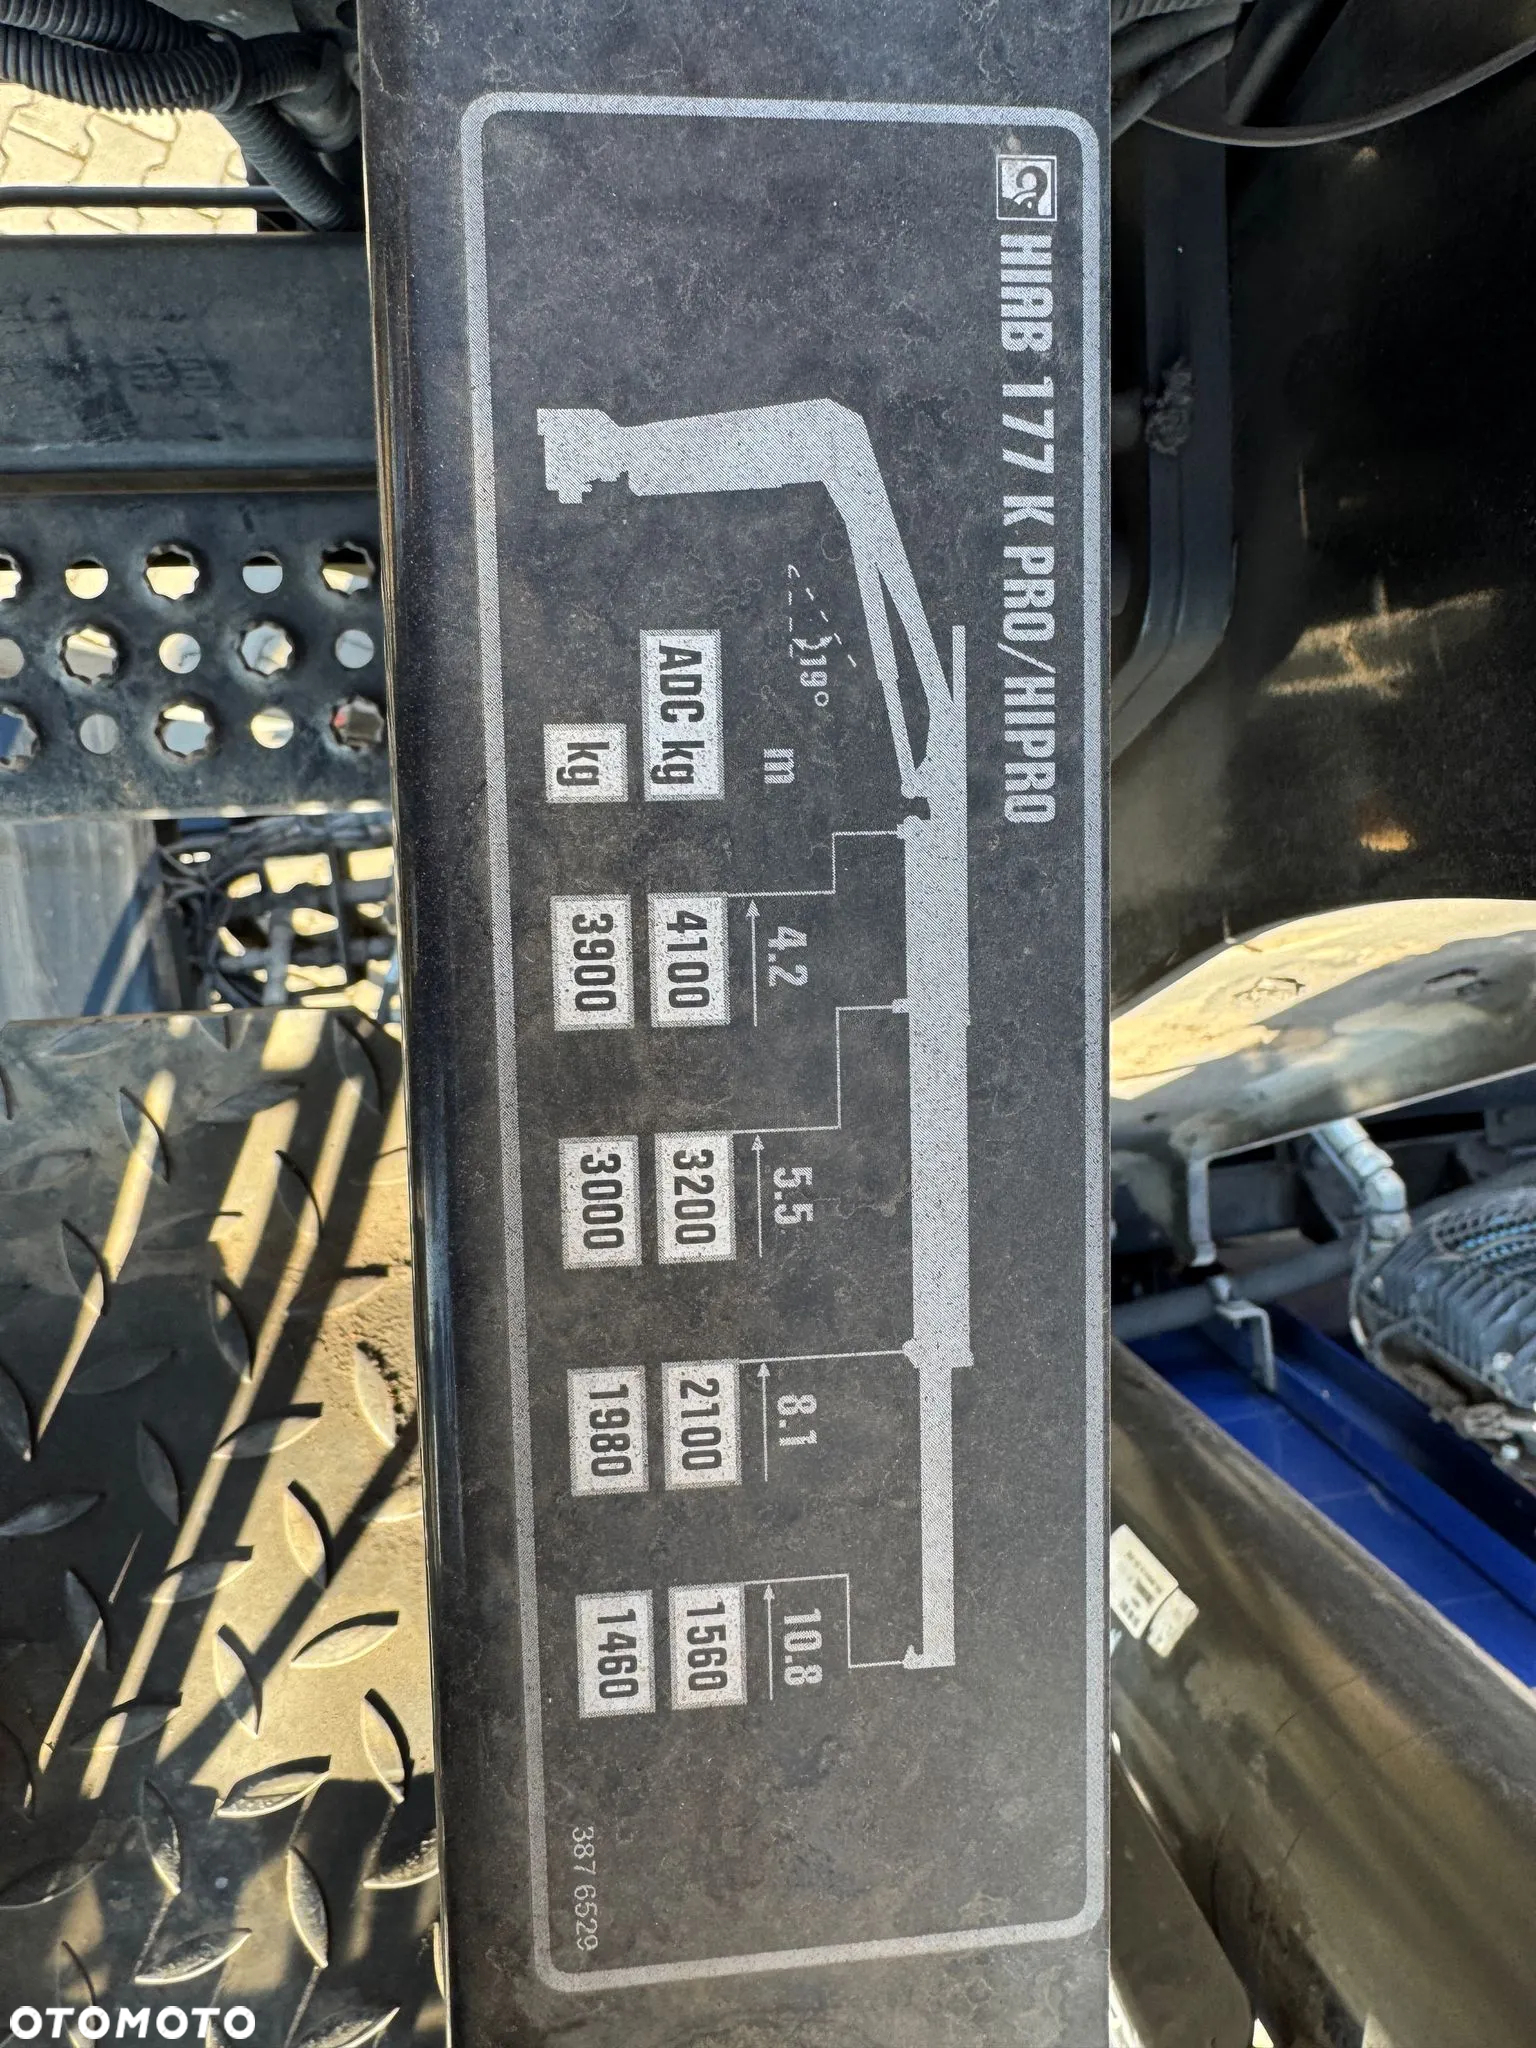 HIAB 177 K PRO/HIPRO
19°
m 4.2 5.5 8.1 10.8
ADC kg 4100 3200 2100 1560
kg 3900 3000 1980 1460
387 6529
OTOMOTO